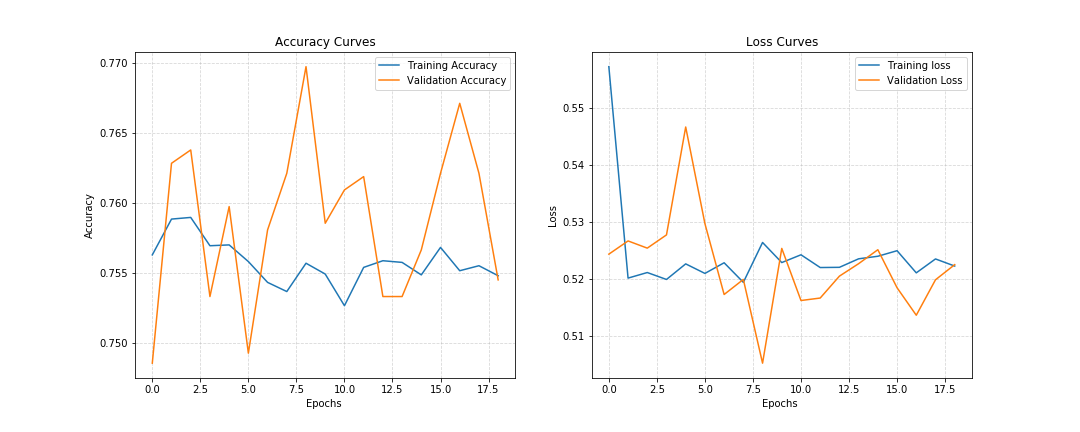 Accuracy Curves
Training Accuracy
Validation Accuracy
0.770
0.765
0.760
0.755
0.750
Accuracy
0.0 2.5 5.0 7.5 10.0 12.5 15.0 17.5
Epochs
Loss Curves
Training loss
Validation Loss
0.55
0.54
0.53
0.52
0.51
Loss
0.0 2.5 5.0 7.5 10.0 12.5 15.0 17.5
Epochs